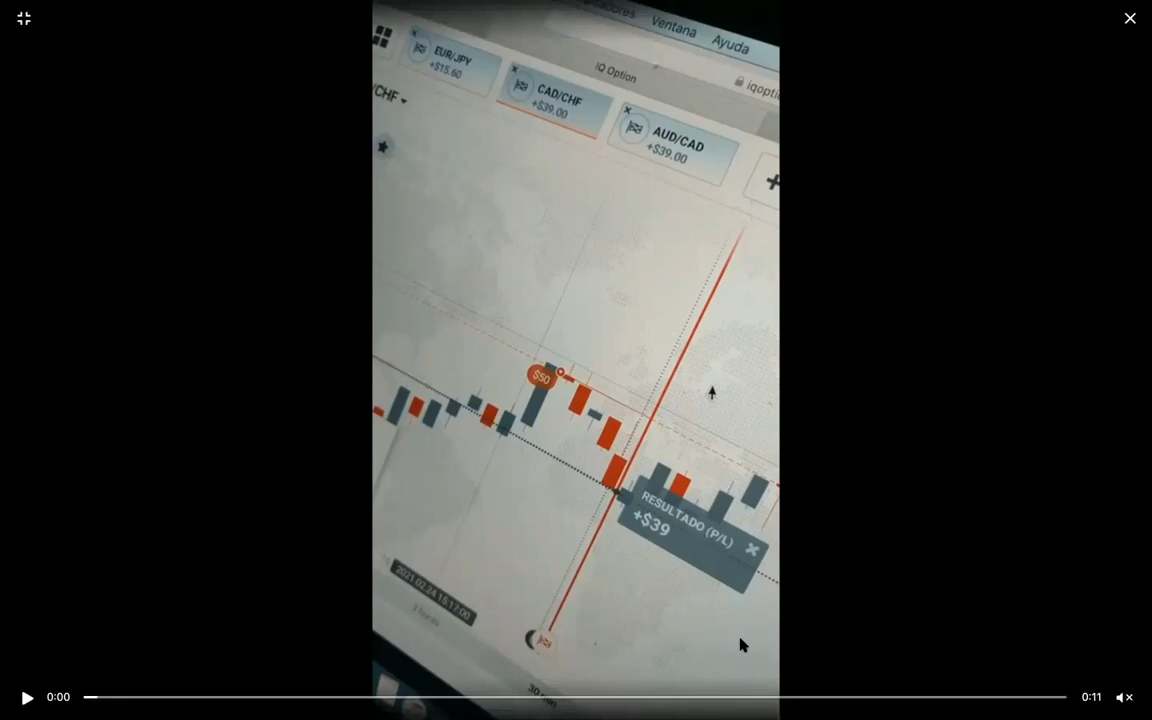 Ventana Ayuda
iQ Option
EUR/JPY
+$15.60
CAD/CHF
+$39.00
AUD/CAD
+$39.00
/CHF
$50
RESULTADO (P/L)
+$39
2021.02.24 15:17:00
0:00
0:11